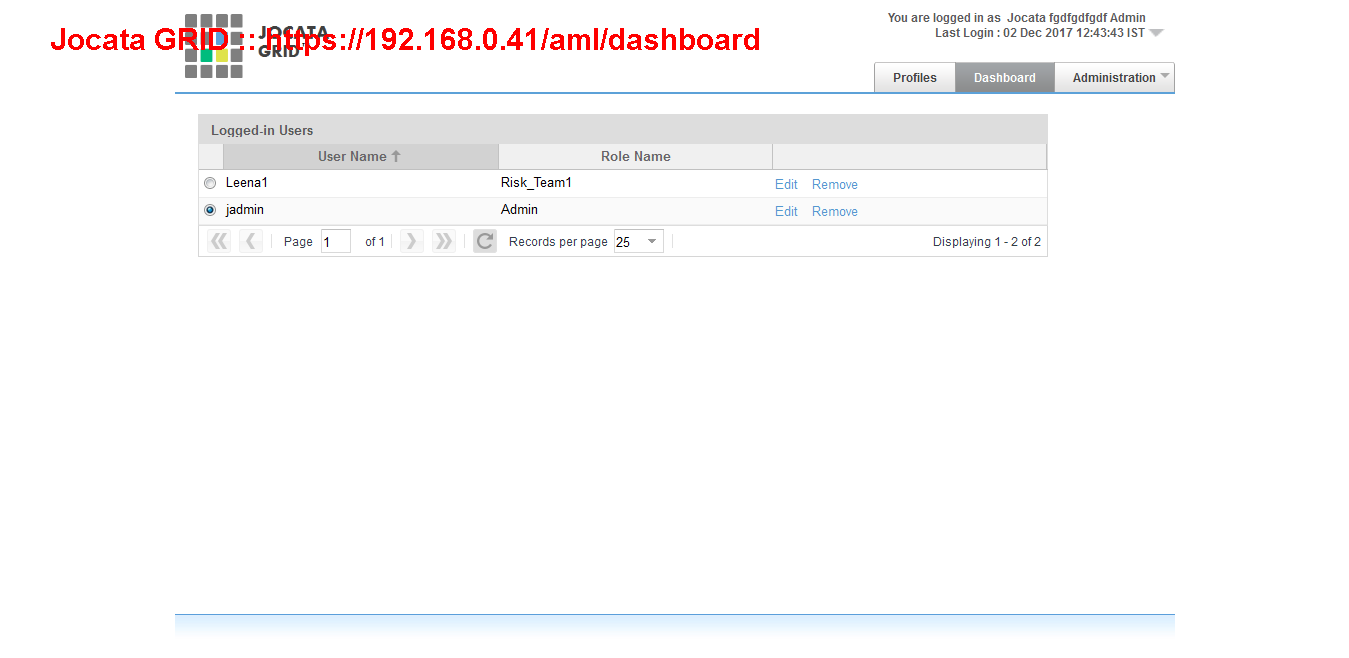 You are logged in as Jocata fgdfgdfgdf Admin
Last Login : 02 Dec 2017 12:43:43 IST
Jocata GRID :: https://192.168.0.41/aml/dashboard
JOCATA
GRID
Profiles Dashboard Administration
Logged-in Users
User Name Role Name
Leena1 Risk_Team1 Edit Remove
jadmin Admin Edit Remove
Page 1 of 1 Records per page 25 Displaying 1 - 2 of 2